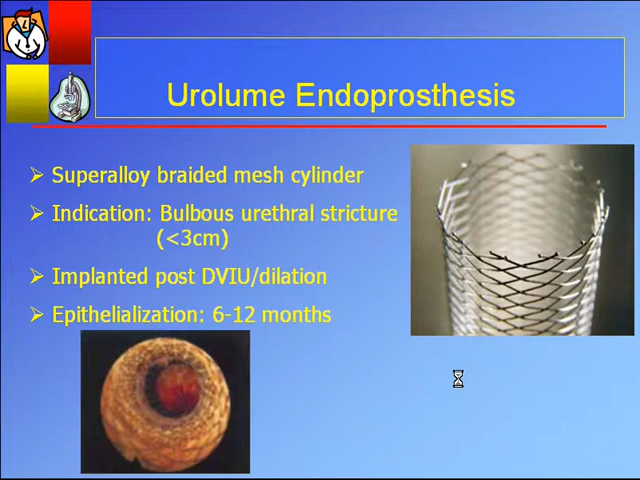 Urolume Endoprosthesis
Superalloy braided mesh cylinder
Indication: Bulbous urethral stricture
(<3cm)
Implanted post DVIU/dilation
Epithelialization: 6-12 months